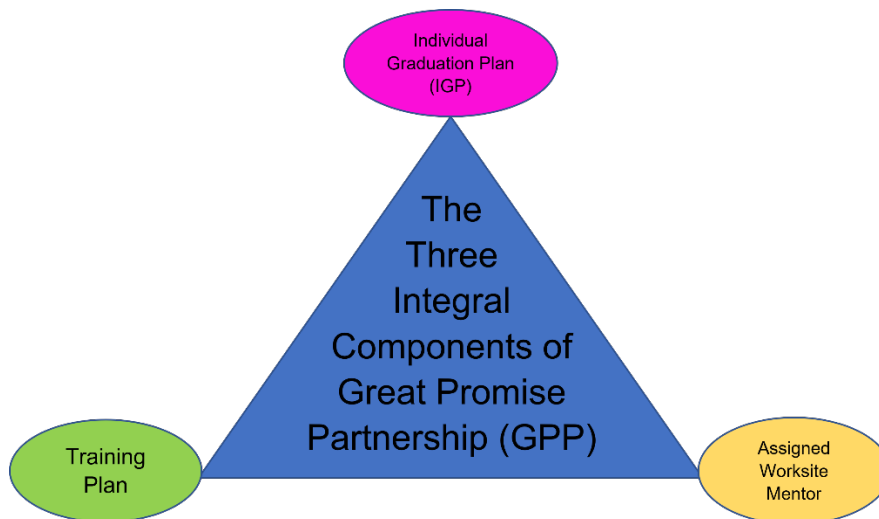 Individual
Graduation Plan
(IGP)
The
Three
Integral
Components of
Great Promise
Partnership (GPP)
Training
Plan
Assigned
Worksite
Mentor